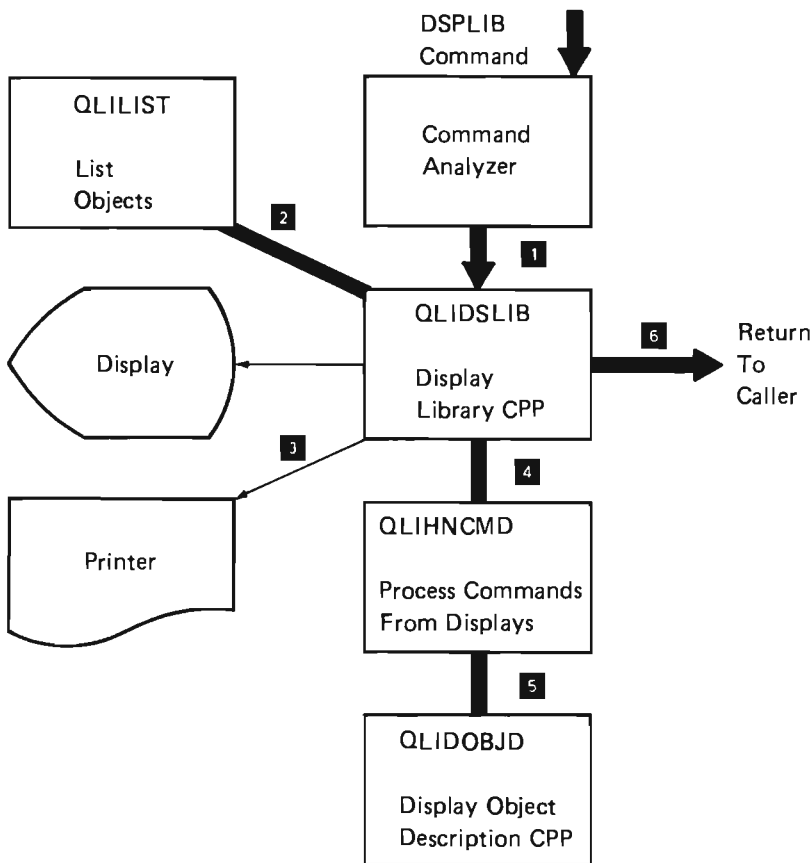 DSPLIB
Command
QLILIST
List
Objects
Command
Analyzer
2
1
QLIDSLIB
Display
Library CPP
6
Return
To
Caller
Display
3
4
Printer
QLIHNCMD
Process Commands
From Displays
5
QLIDOBJD
Display Object
Description CPP